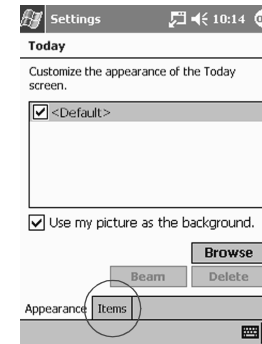 Settings 10:14
Today
Customize the appearance of the Today
screen.
<Default>
Use my picture as the background.
Browse
Beam Delete
Appearance Items